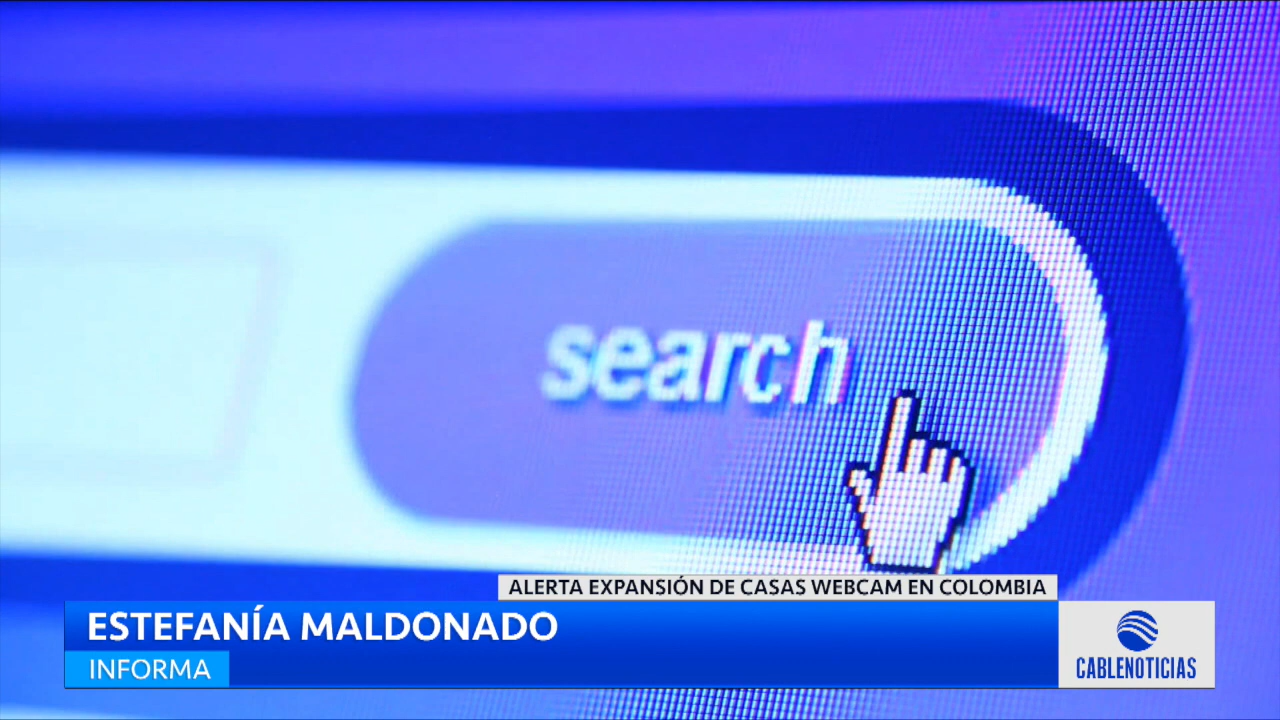 search
ALERTA EXPANSIÓN DE CASAS WEBCAM EN COLOMBIA
ESTEFANÍA MALDONADO
INFORMA
CABLENOTICIAS